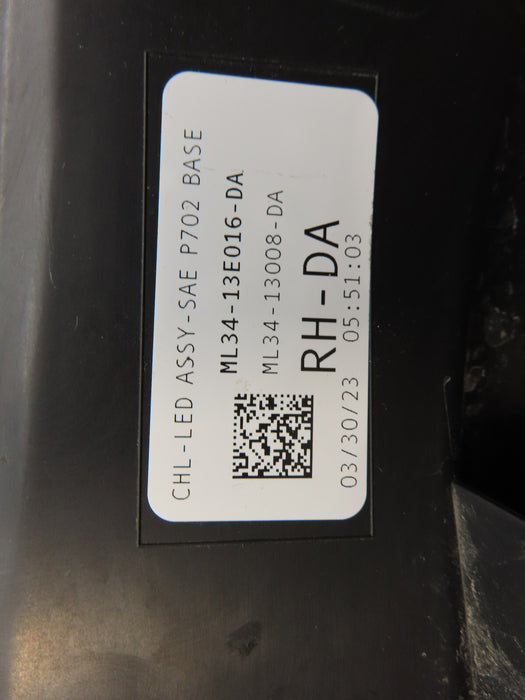 CHL-LED ASSY-SAE P702 BASE
ML34-13E016-DA
ML34-13008-DA
RH-DA
03/30/23 05:51:03